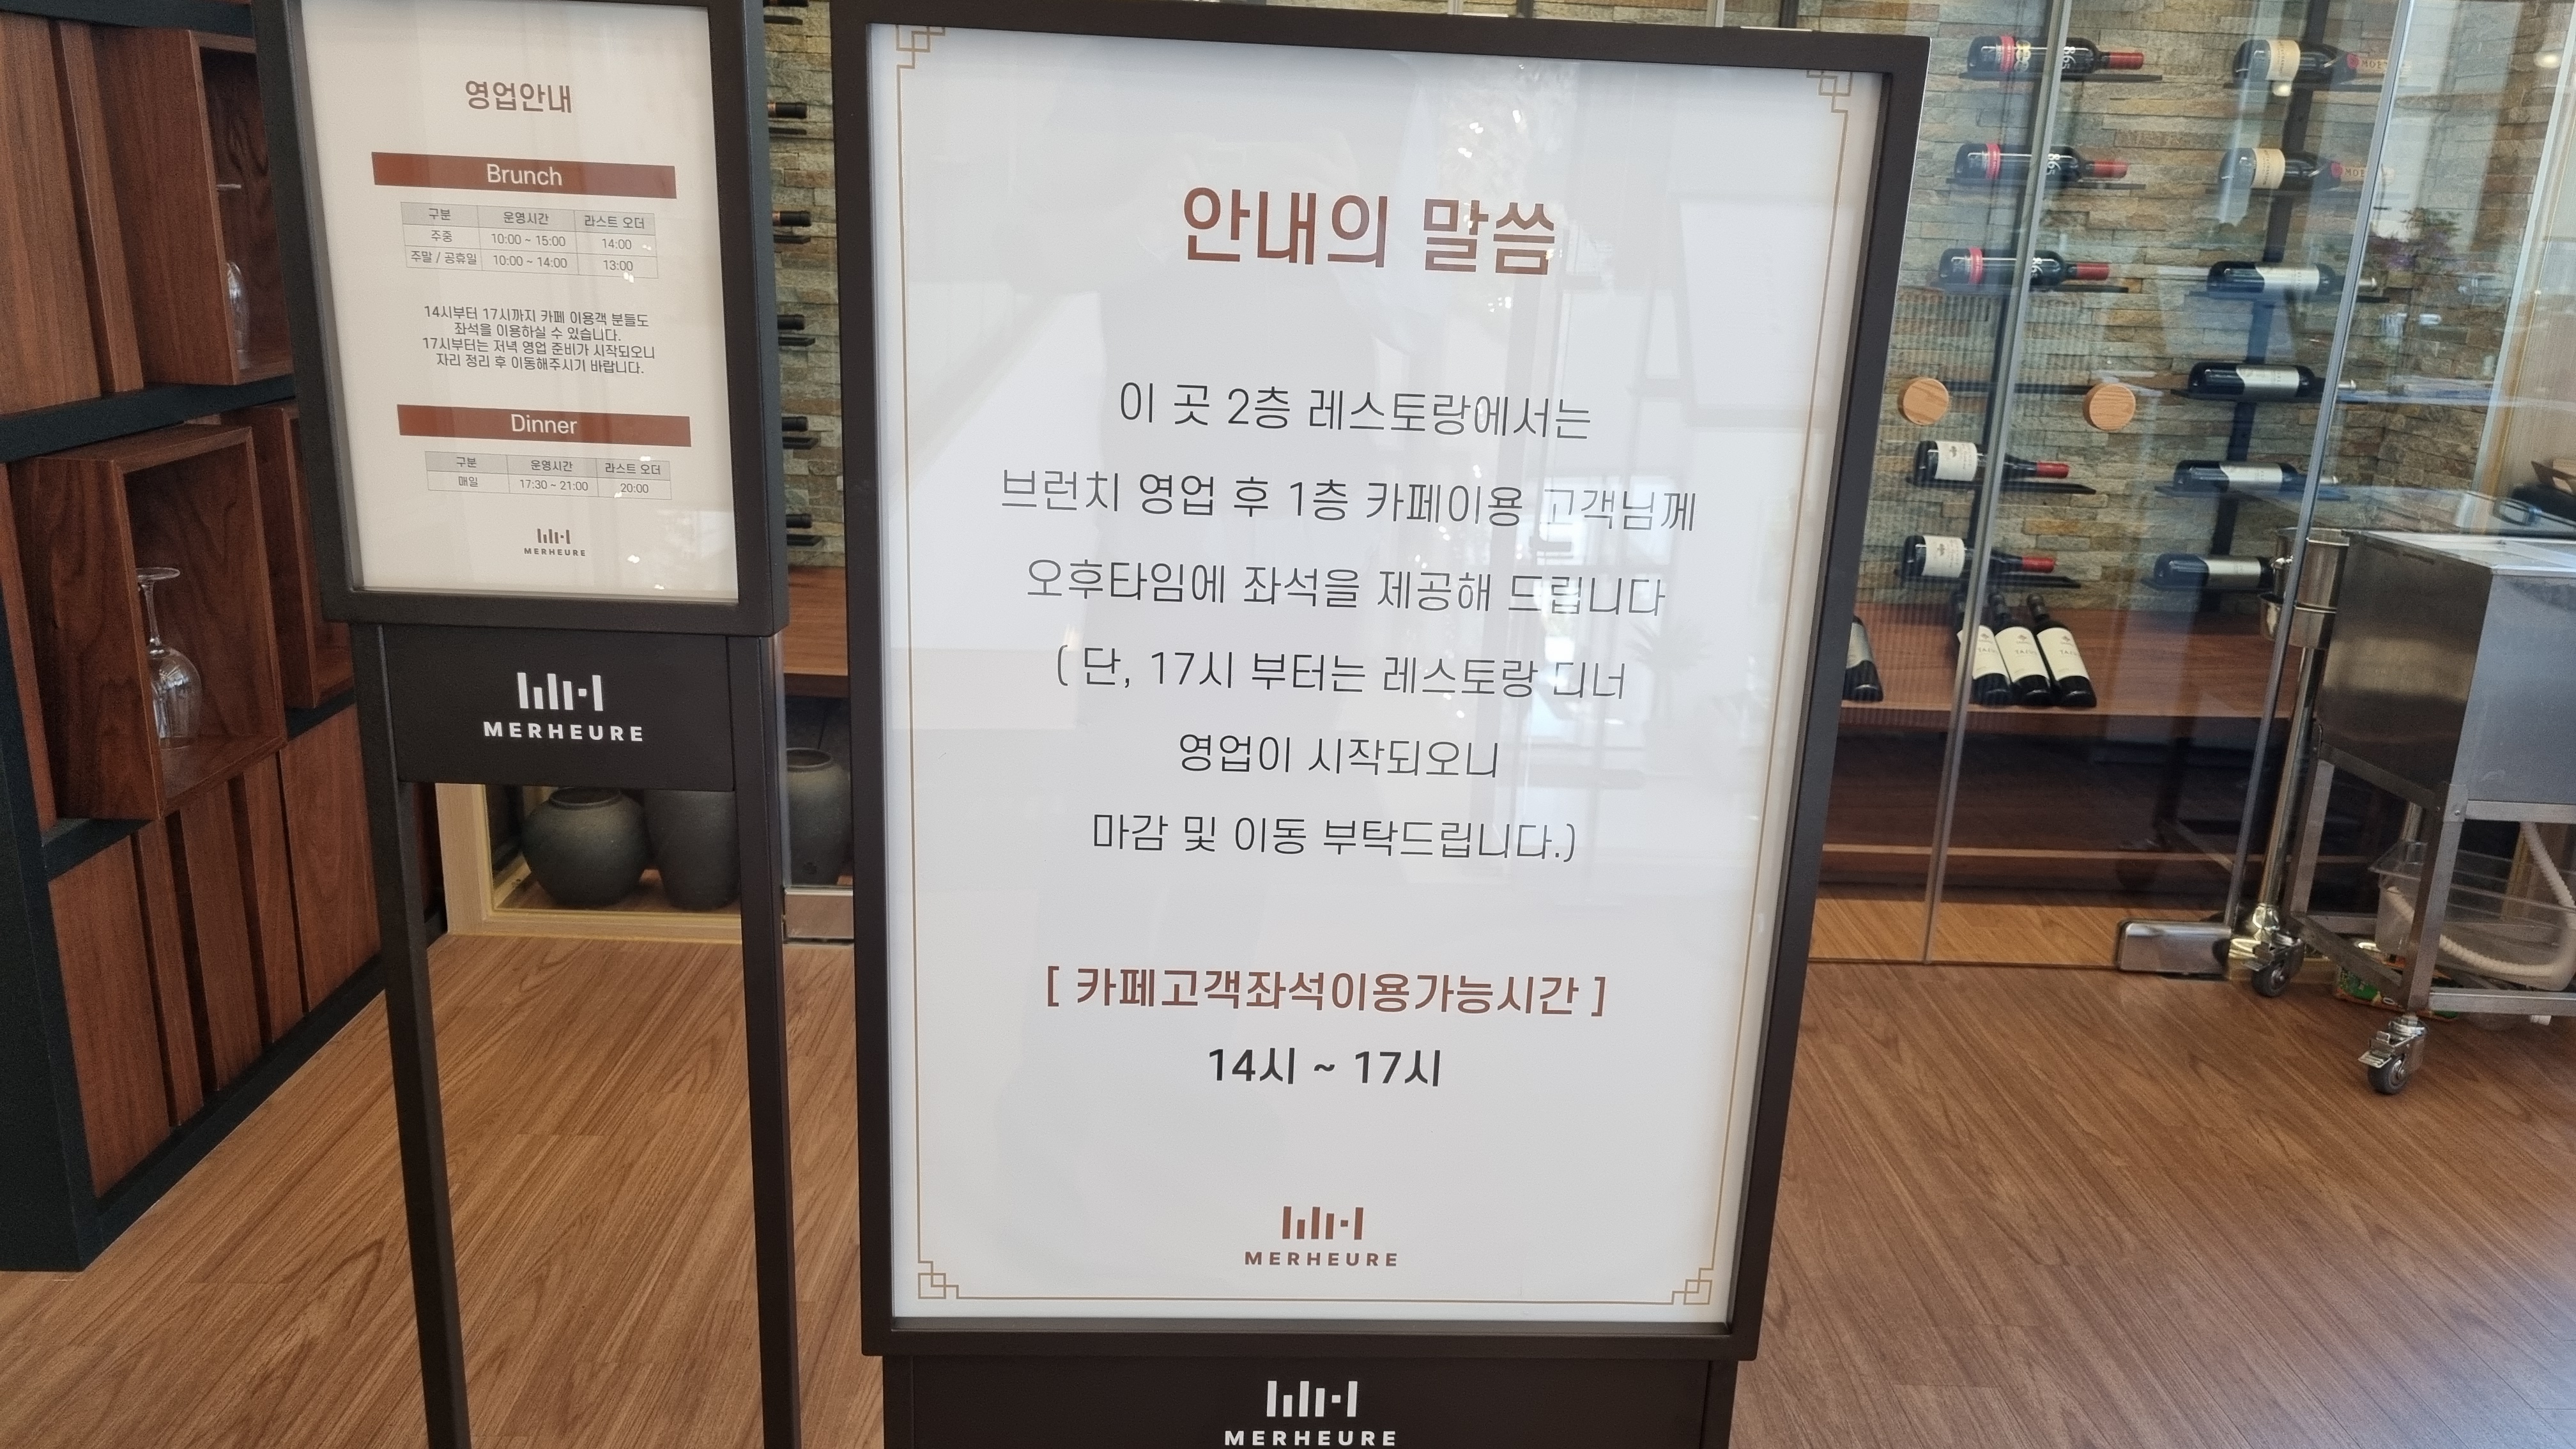 영업안내
Brunch
구분 운영시간 라스트 오더
주중 10:00 ~ 15:00 14:00
주말 / 공휴일 10:00 ~ 14:00 13:00
14시부터 17시까지 카페 이용객 분들도
좌석을 이용하실 수 있습니다.
17시부터는 저녁 영업 준비가 시작되오니
자리 정리 후 이동해주시기 바랍니다.
Dinner
구분 운영시간 라스트 오더
매일 17:30 ~ 21:00 20:00
MERHEURE
MERHEURE
안내의 말씀
이 곳 2층 레스토랑에서는
브런치 영업 후 1층 카페이용 고객님께
오후타임에 좌석을 제공해 드립니다
( 단, 17시 부터는 레스토랑 디너
영업이 시작되오니
마감 및 이동 부탁드립니다.)
[ 카페고객좌석이용가능시간 ]
14시 ~ 17시
MERHEURE
MERHEURE
865
865
865